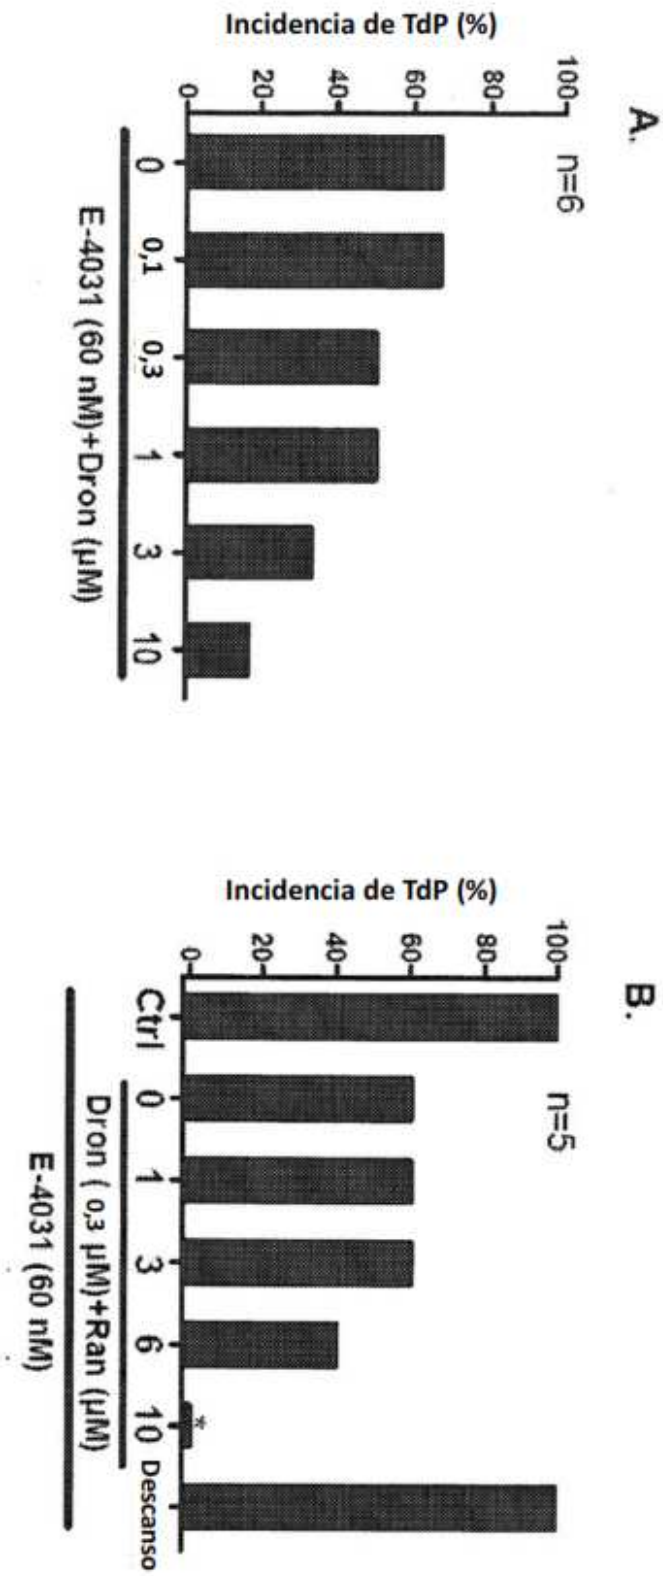 A.
n=6
Incidencia de TdP (%)
100
80
60
40
20
0
0 0,1 0,3 1 3 10
E-4031 (60 nM)+Dron (µM)
B.
n=5
Incidencia de TdP (%)
100
80
60
40
20
0
*
Ctrl 0 1 3 6 10 Descanso
Dron ( 0,3 µM)+Ran (µM)
E-4031 (60 nM)